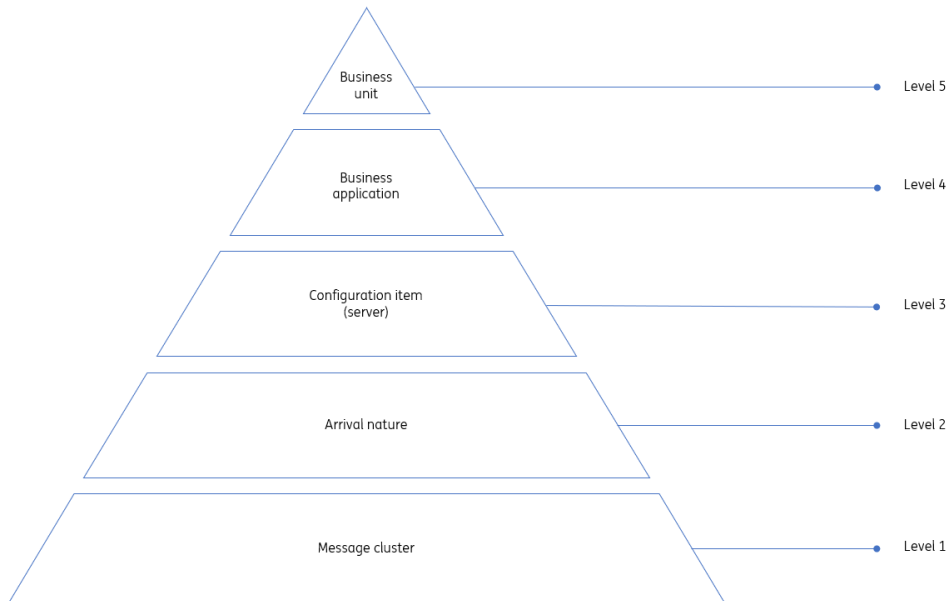 Business
unit
Level 5
Business
application
Level 4
Configuration item
(server)
Level 3
Arrival nature
Level 2
Message cluster
Level 1